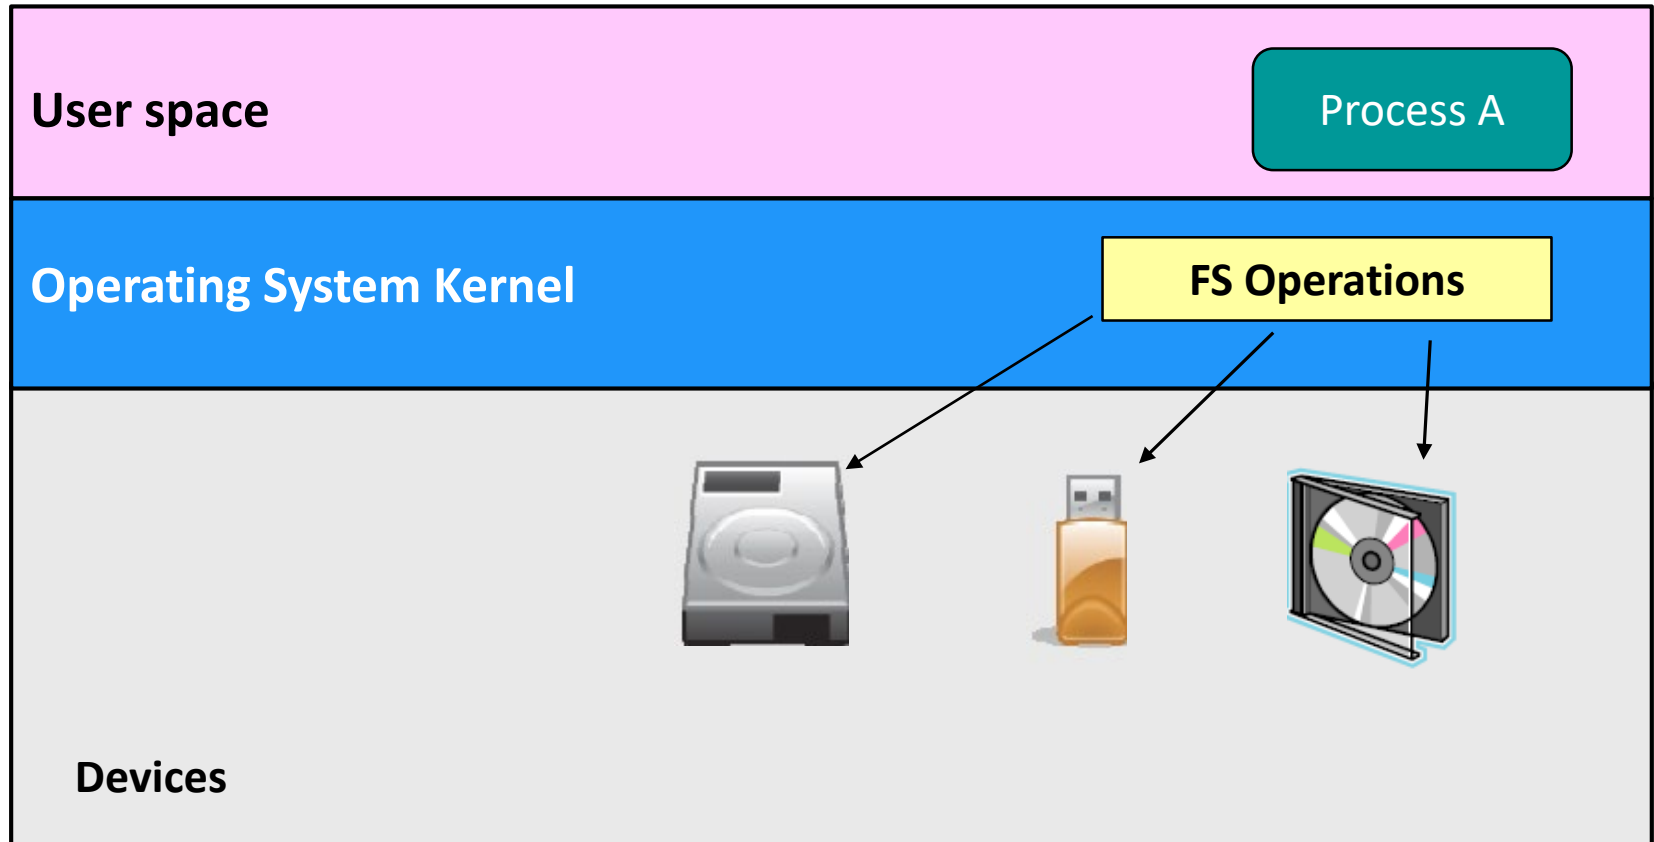 User space
Process A
Operating System Kernel
FS Operations
Devices